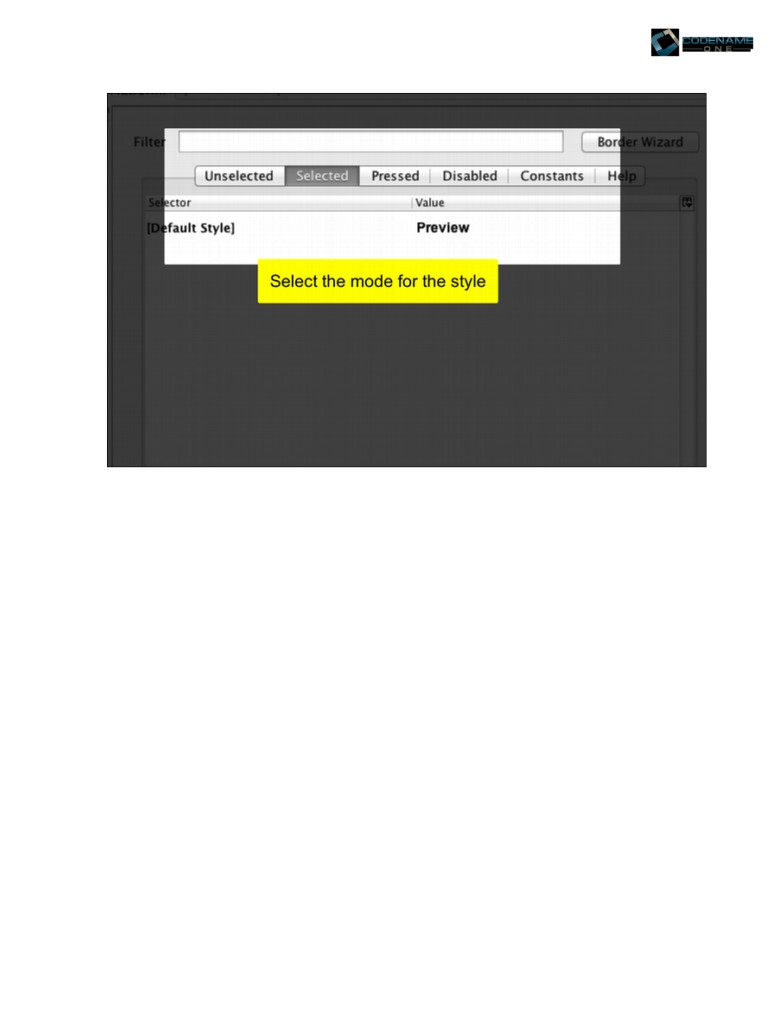 CODENAME
ONE
Filter
Border Wizard
Unselected Selected Pressed Disabled Constants Help
Selector Value
[Default Style] Preview
Select the mode for the style